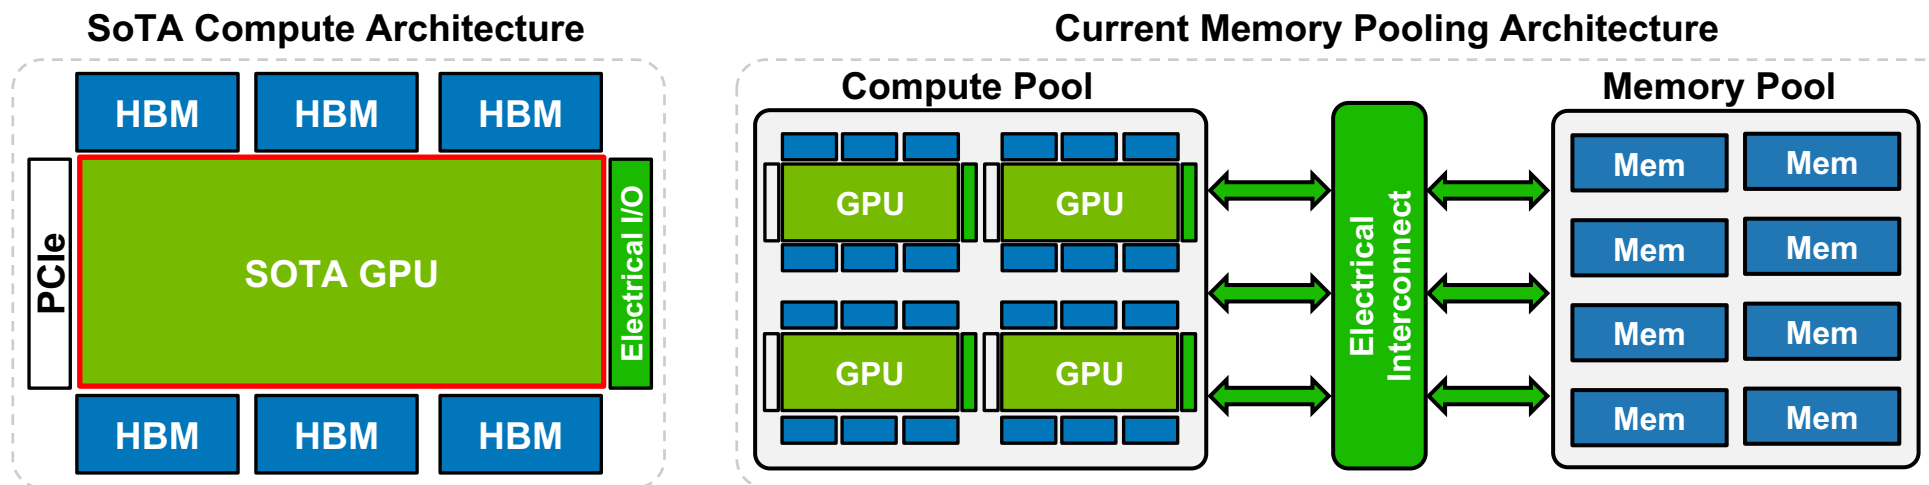 SoTA Compute Architecture
HBM
HBM
HBM
PCIe
SOTA GPU
Electrical I/O
HBM
HBM
HBM
Current Memory Pooling Architecture
Compute Pool
GPU
GPU
GPU
GPU
Electrical
Interconnect
Memory Pool
Mem
Mem
Mem
Mem
Mem
Mem
Mem
Mem